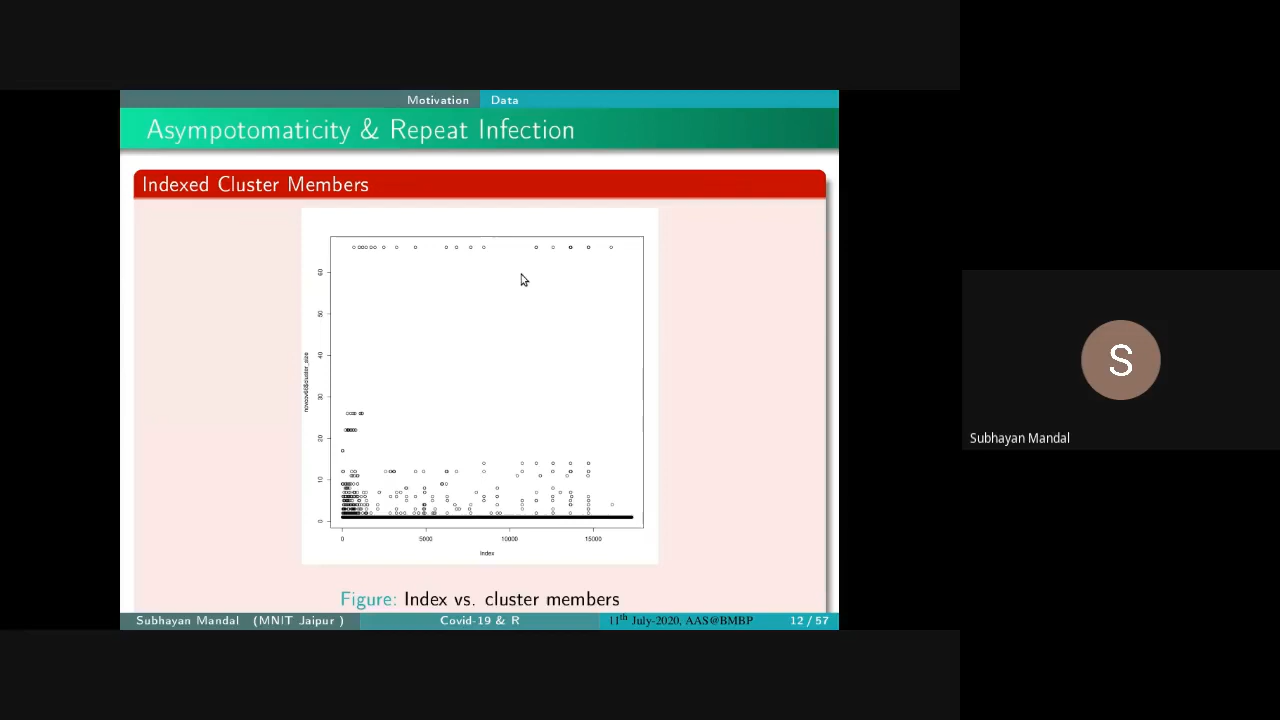 Motivation Data
Asympotomaticity & Repeat Infection
Indexed Cluster Members
60
50
40
30
20
10
0
0 5000 10000 15000
Index
Figure: Index vs. cluster members
Subhayan Mandal (MNIT Jaipur ) Covid-19 & R 11th July-2020, AAS@BMBP 12 / 57
S
Subhayan Mandal